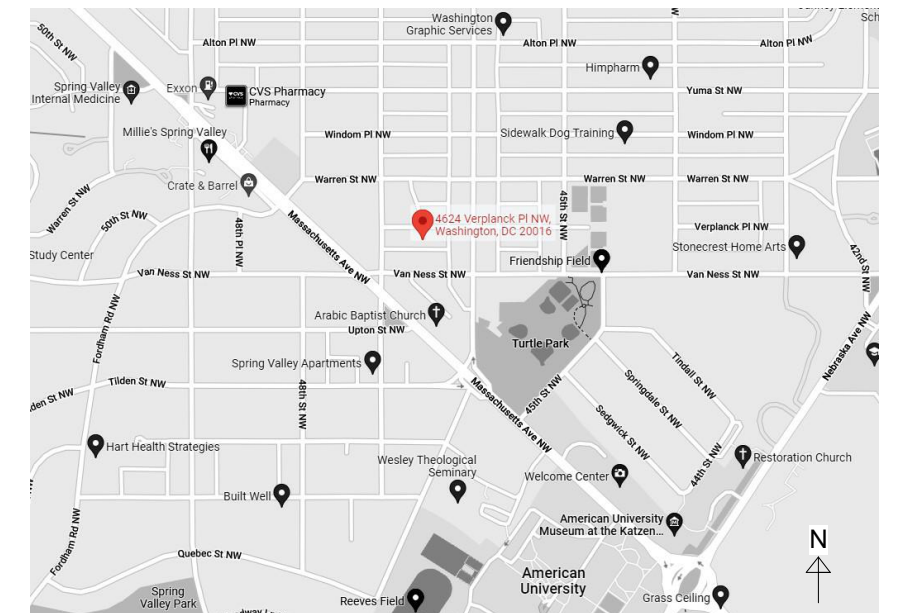 Washington
Graphic Services
50th St NW
Alton Pl NW
Alton Pl NW
Alton Pl NW
Himpharm
Spring Valley
Internal Medicine
Exxon
CVS
CVS Pharmacy
Pharmacy
Yuma St NW
Millie's Spring Valley
Windom Pl NW
Sidewalk Dog Training
Windom Pl NW
Crate & Barrel
Warren St NW
Warren St NW
Warren St NW
Warren St NW
50th St NW
48th Pl NW
Massachusetts Ave NW
4624 Verplanck Pl NW,
Washington, DC 20016
45th St NW
Verplanck Pl NW
Stonecrest Home Arts
42nd St NW
Study Center
Van Ness St NW
Van Ness St NW
Friendship Field
Van Ness St NW
Fordham Rd NW
Arabic Baptist Church
Upton St NW
Turtle Park
Nebraska Ave NW
Spring Valley Apartments
Tilden St NW
48th St NW
Massachusetts Ave NW
45th St NW
Tindall St NW
Springdale St NW
Sedgwick St NW
44th St NW
den St NW
Hart Health Strategies
Wesley Theological
Seminary
Welcome Center
Restoration Church
Built Well
American University
Museum at the Katzen...
Fordham Rd NW
Quebec St NW
N
American
University
Spring
Valley Park
Reeves Field
Grass Ceiling